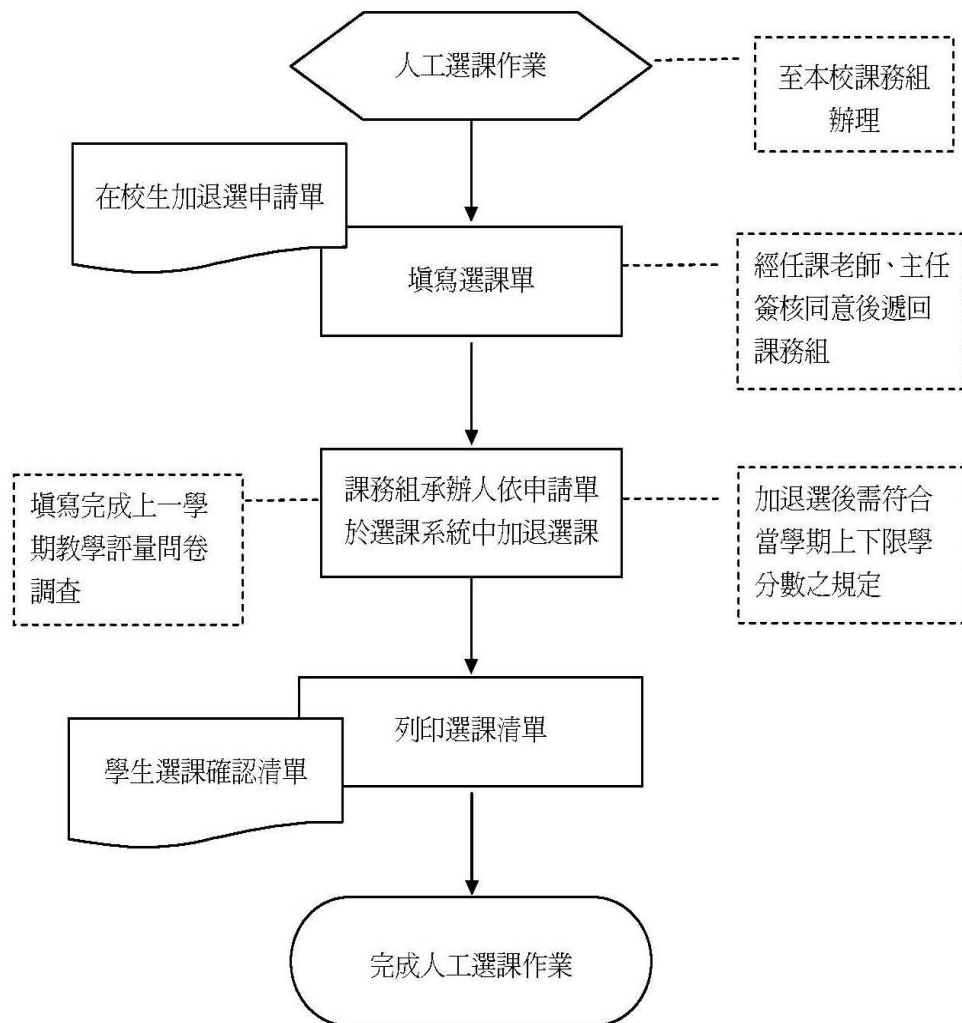 人工選課作業
至本校課務組
辦理
在校生加退選申請單
填寫選課單
經任課老師、主任
簽核同意後遞回
課務組
填寫完成上一學
期教學評量問卷
調查
課務組承辦人依申請單
於選課系統中加退選課
加退選後需符合
當學期上下限學
分數之規定
列印選課清單
學生選課確認清單
完成人工選課作業